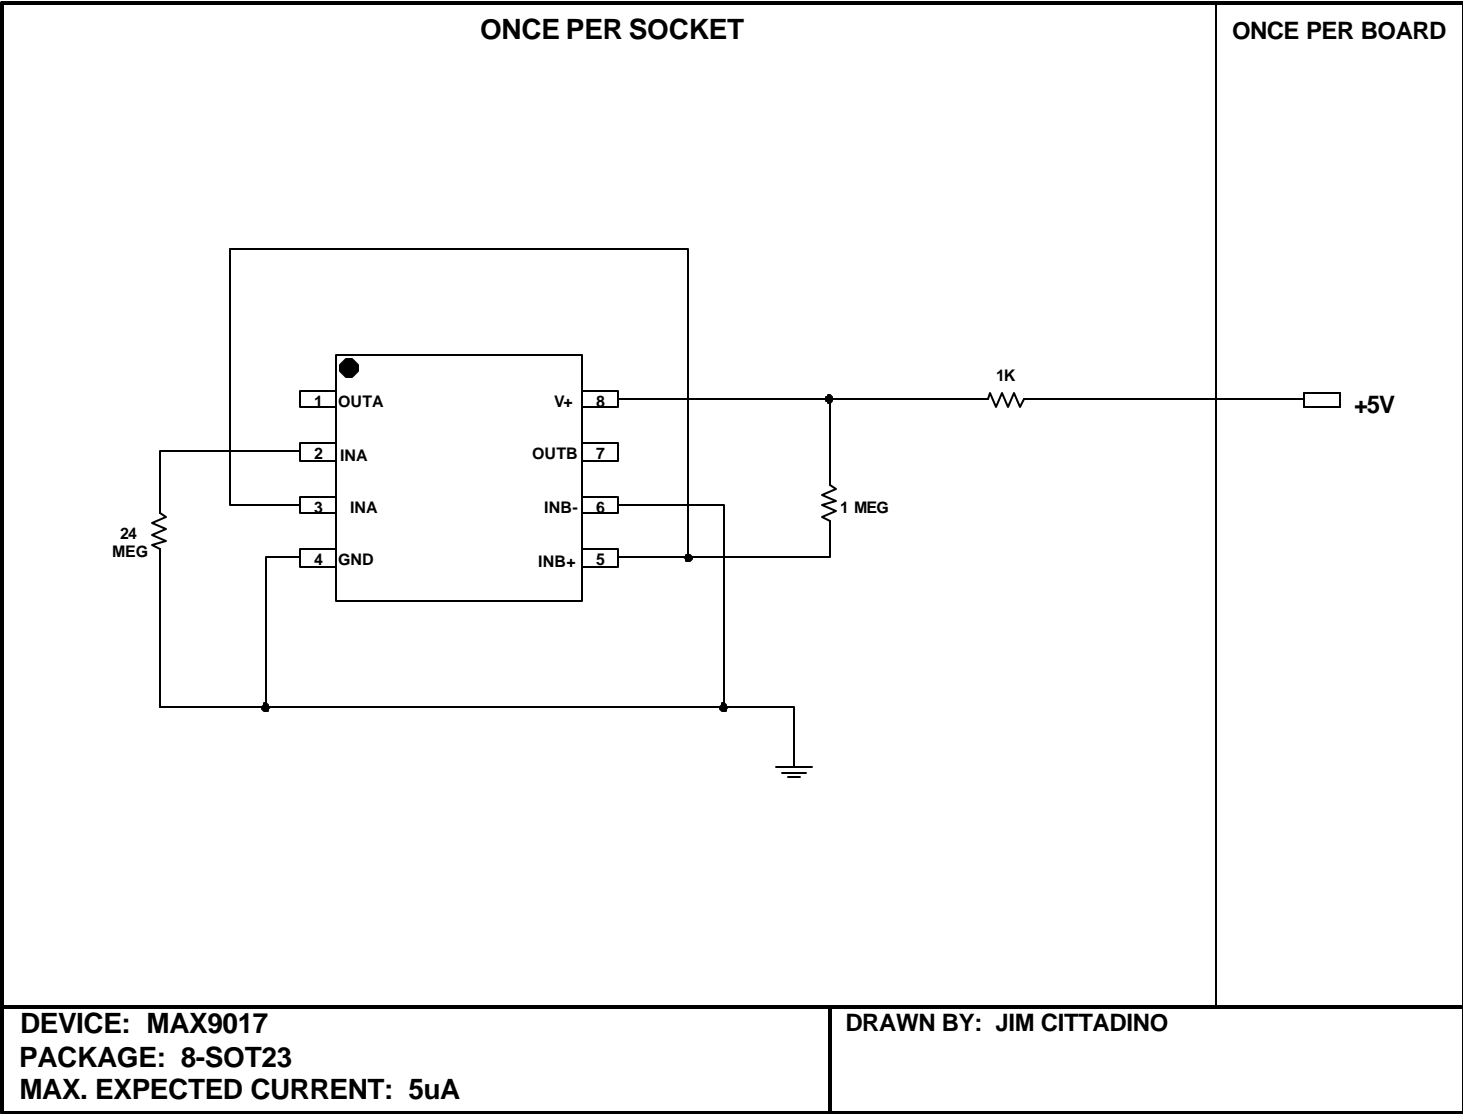 ONCE PER SOCKET
ONCE PER BOARD
1K
+5V
1 OUTA
V+ 8
2 INA
OUTB 7
3 INA
INB- 6
1 MEG
24
MEG
4 GND
INB+ 5
DEVICE: MAX9017
PACKAGE: 8-SOT23
MAX. EXPECTED CURRENT: 5uA
DRAWN BY: JIM CITTADINO